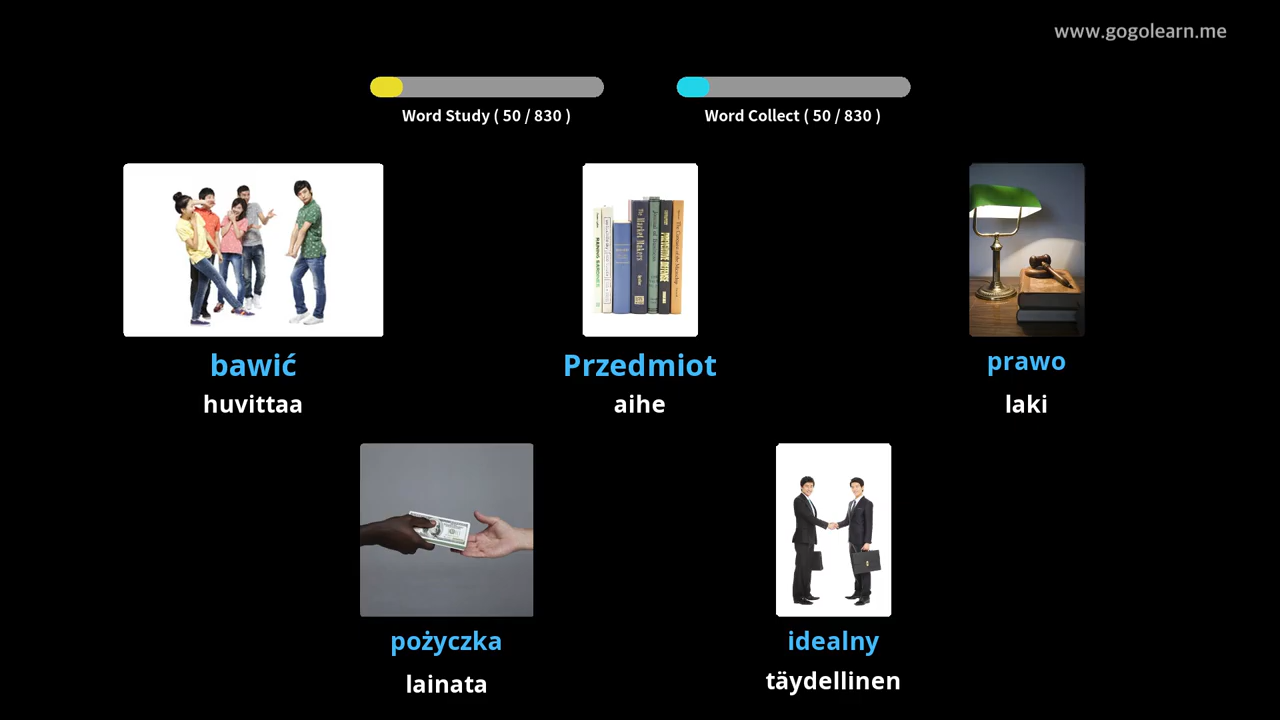 www.gogolearn.me
Word Study ( 50 / 830 )
Word Collect ( 50 / 830 )
bawić
huvittaa
Przedmiot
aihe
prawo
laki
pożyczka
lainata
idealny
täydellinen